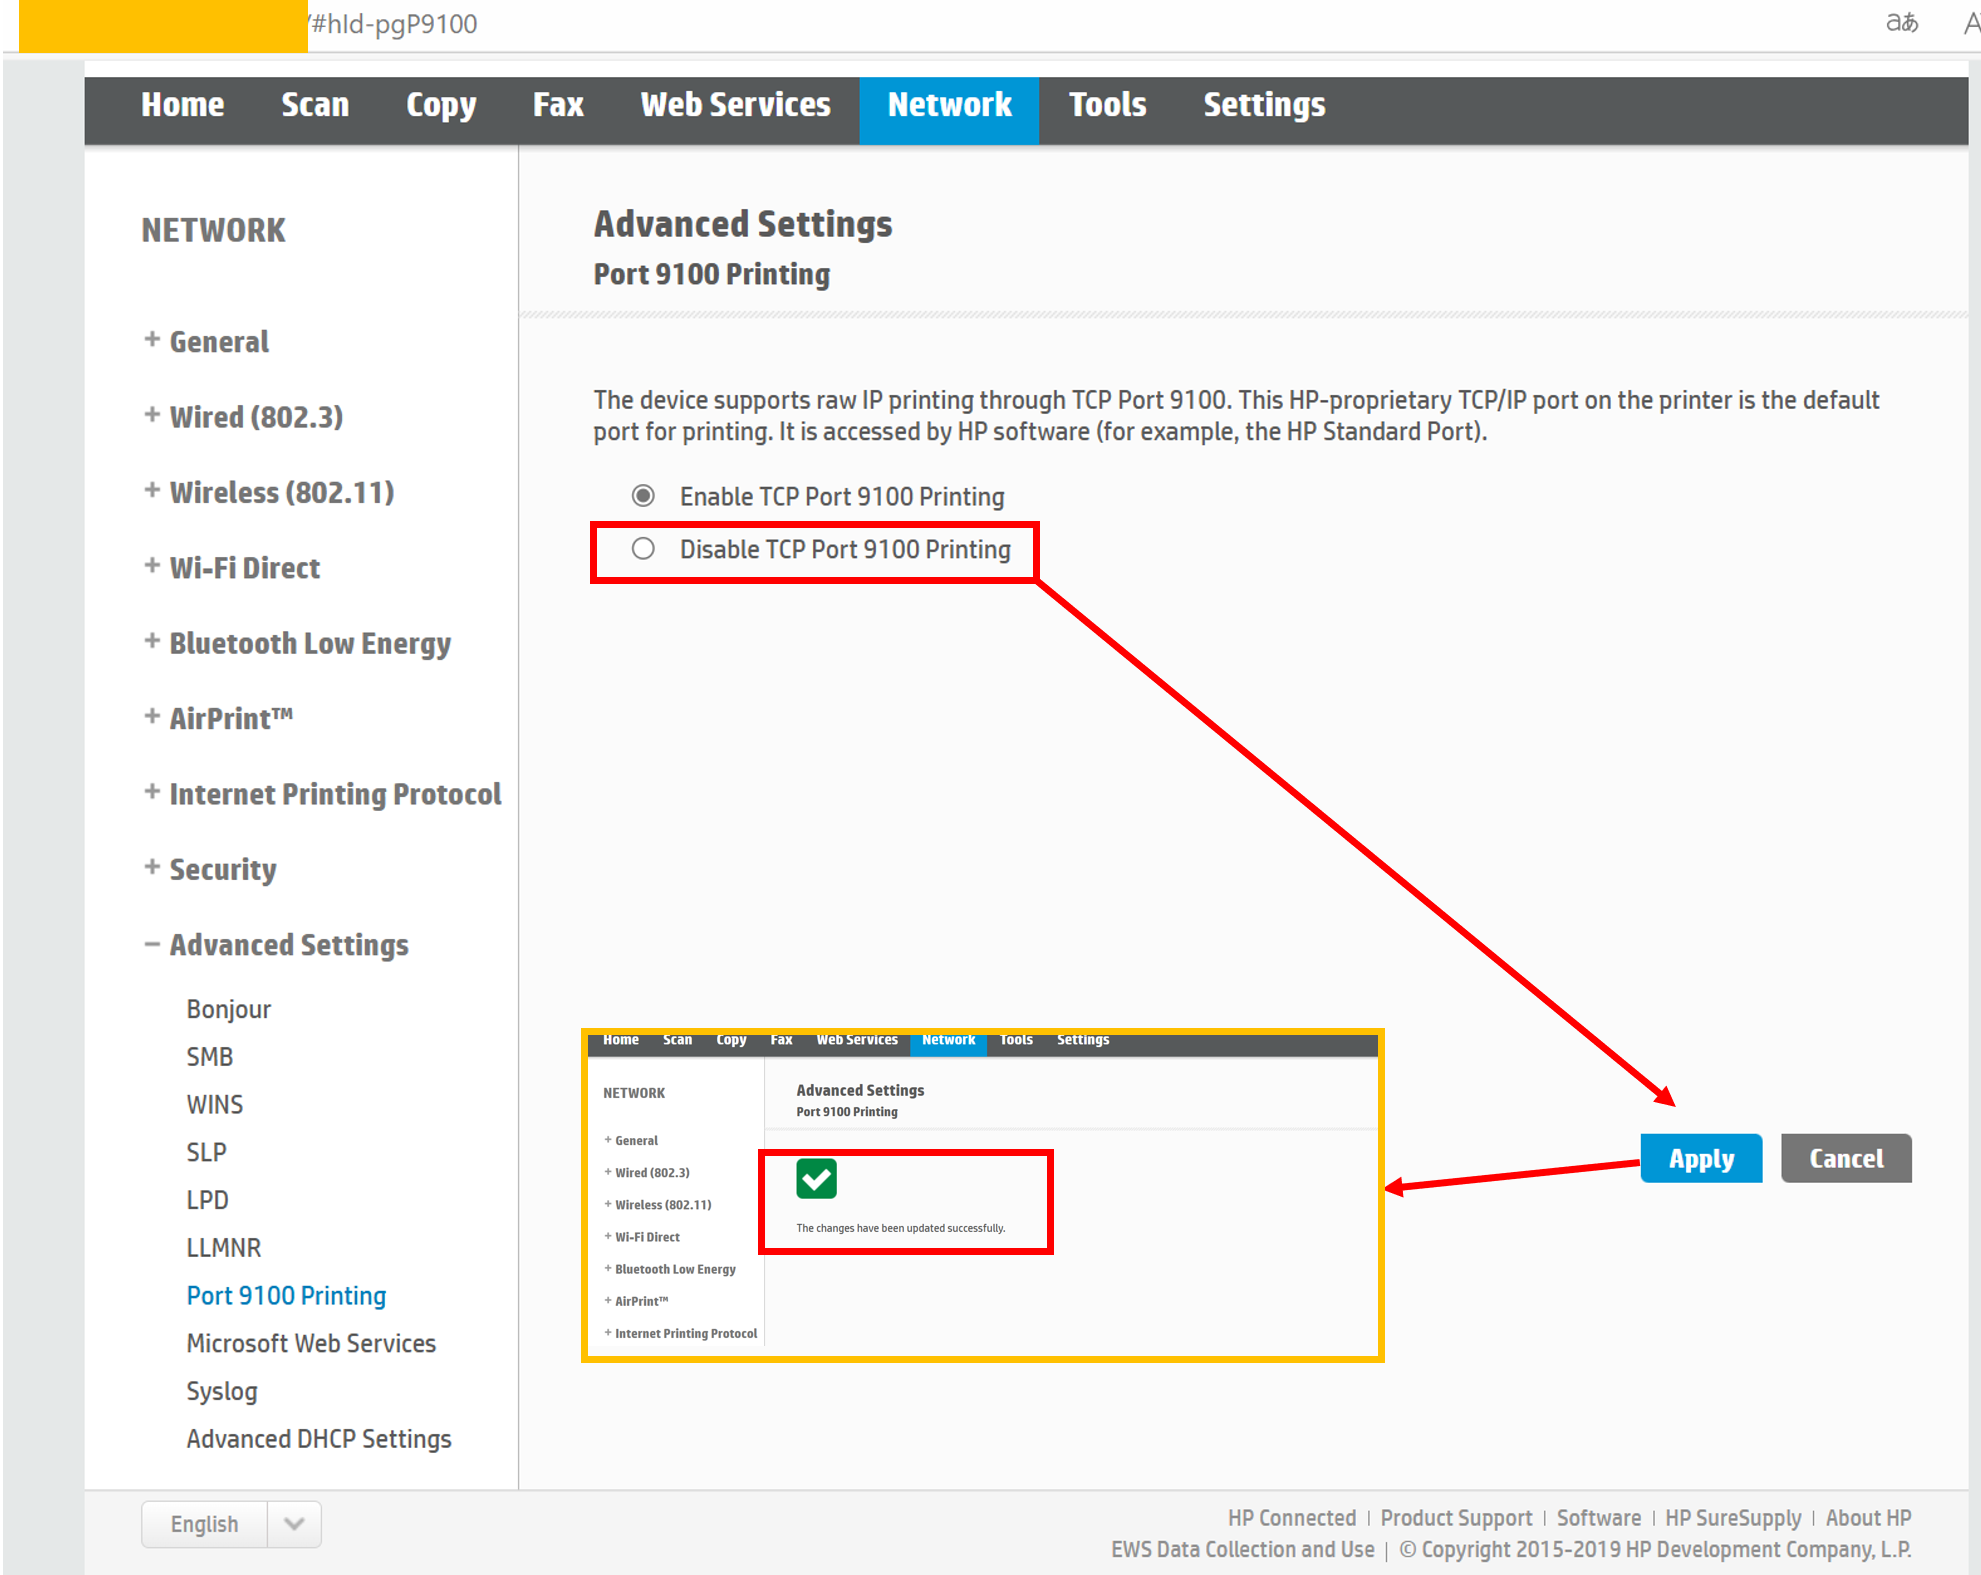 /#hId-pgP9100
aあ
A
Home Scan Copy Fax Web Services Network Tools Settings
NETWORK
+ General
+ Wired (802.3)
+ Wireless (802.11)
+ Wi-Fi Direct
+ Bluetooth Low Energy
+ AirPrint™
+ Internet Printing Protocol
+ Security
− Advanced Settings
Bonjour
SMB
WINS
SLP
LPD
LLMNR
Port 9100 Printing
Microsoft Web Services
Syslog
Advanced DHCP Settings
Advanced Settings
Port 9100 Printing
The device supports raw IP printing through TCP Port 9100. This HP-proprietary TCP/IP port on the printer is the default
port for printing. It is accessed by HP software (for example, the HP Standard Port).
Enable TCP Port 9100 Printing
Disable TCP Port 9100 Printing
Home Scan Copy Fax Web Services Network Tools Settings
NETWORK
+ General
+ Wired (802.3)
+ Wireless (802.11)
+ Wi-Fi Direct
+ Bluetooth Low Energy
+ AirPrint™
+ Internet Printing Protocol
Advanced Settings
Port 9100 Printing
The changes have been updated successfully.
Apply Cancel
English
HP Connected | Product Support | Software | HP SureSupply | About HP
EWS Data Collection and Use | © Copyright 2015-2019 HP Development Company, L.P.